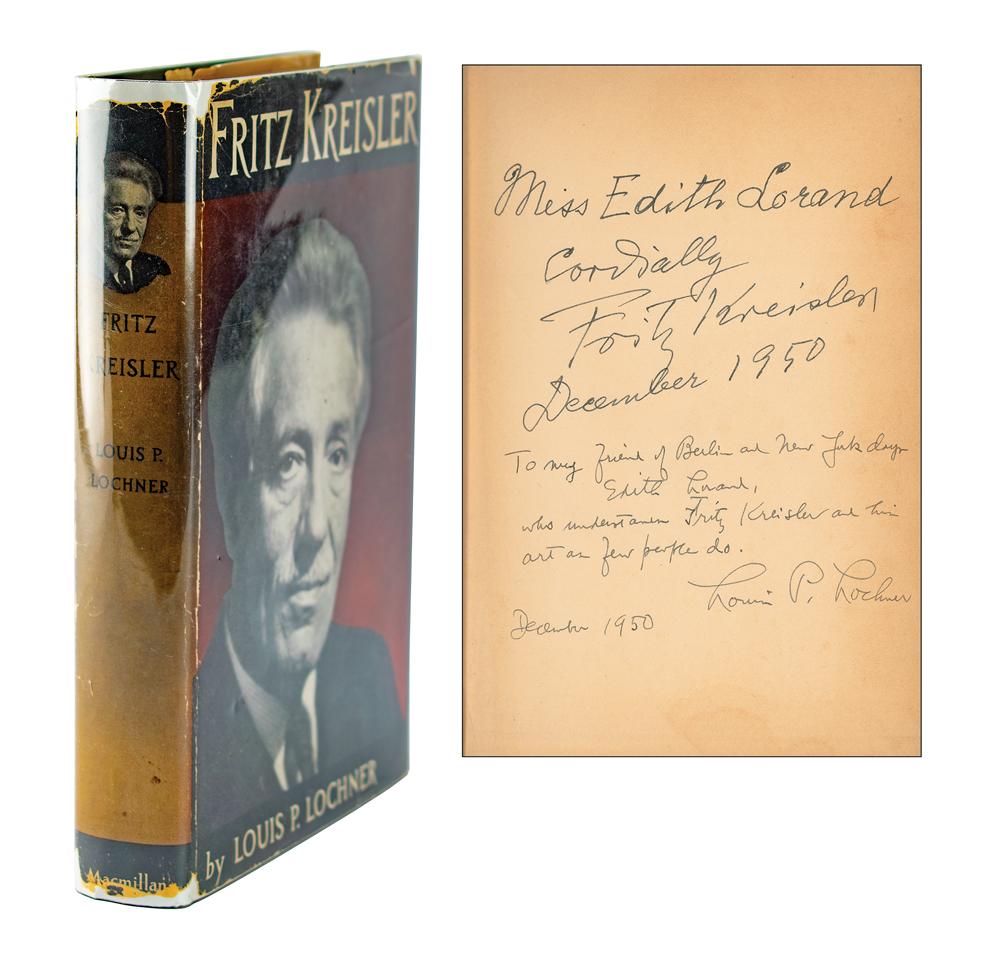 FRITZ
KREISLER
LOUIS P.
LOCHNER
Macmillan
FRITZ KREISLER
by LOUIS P. LOCHNER
Miss Edith Lorand
Cordially
Fritz Kreisler
December 1950
To my friend of Berlin and New York days
Edith Lorand,
who understands Fritz Kreisler and his
art as few people do.
Louis P. Lochner
December 1950